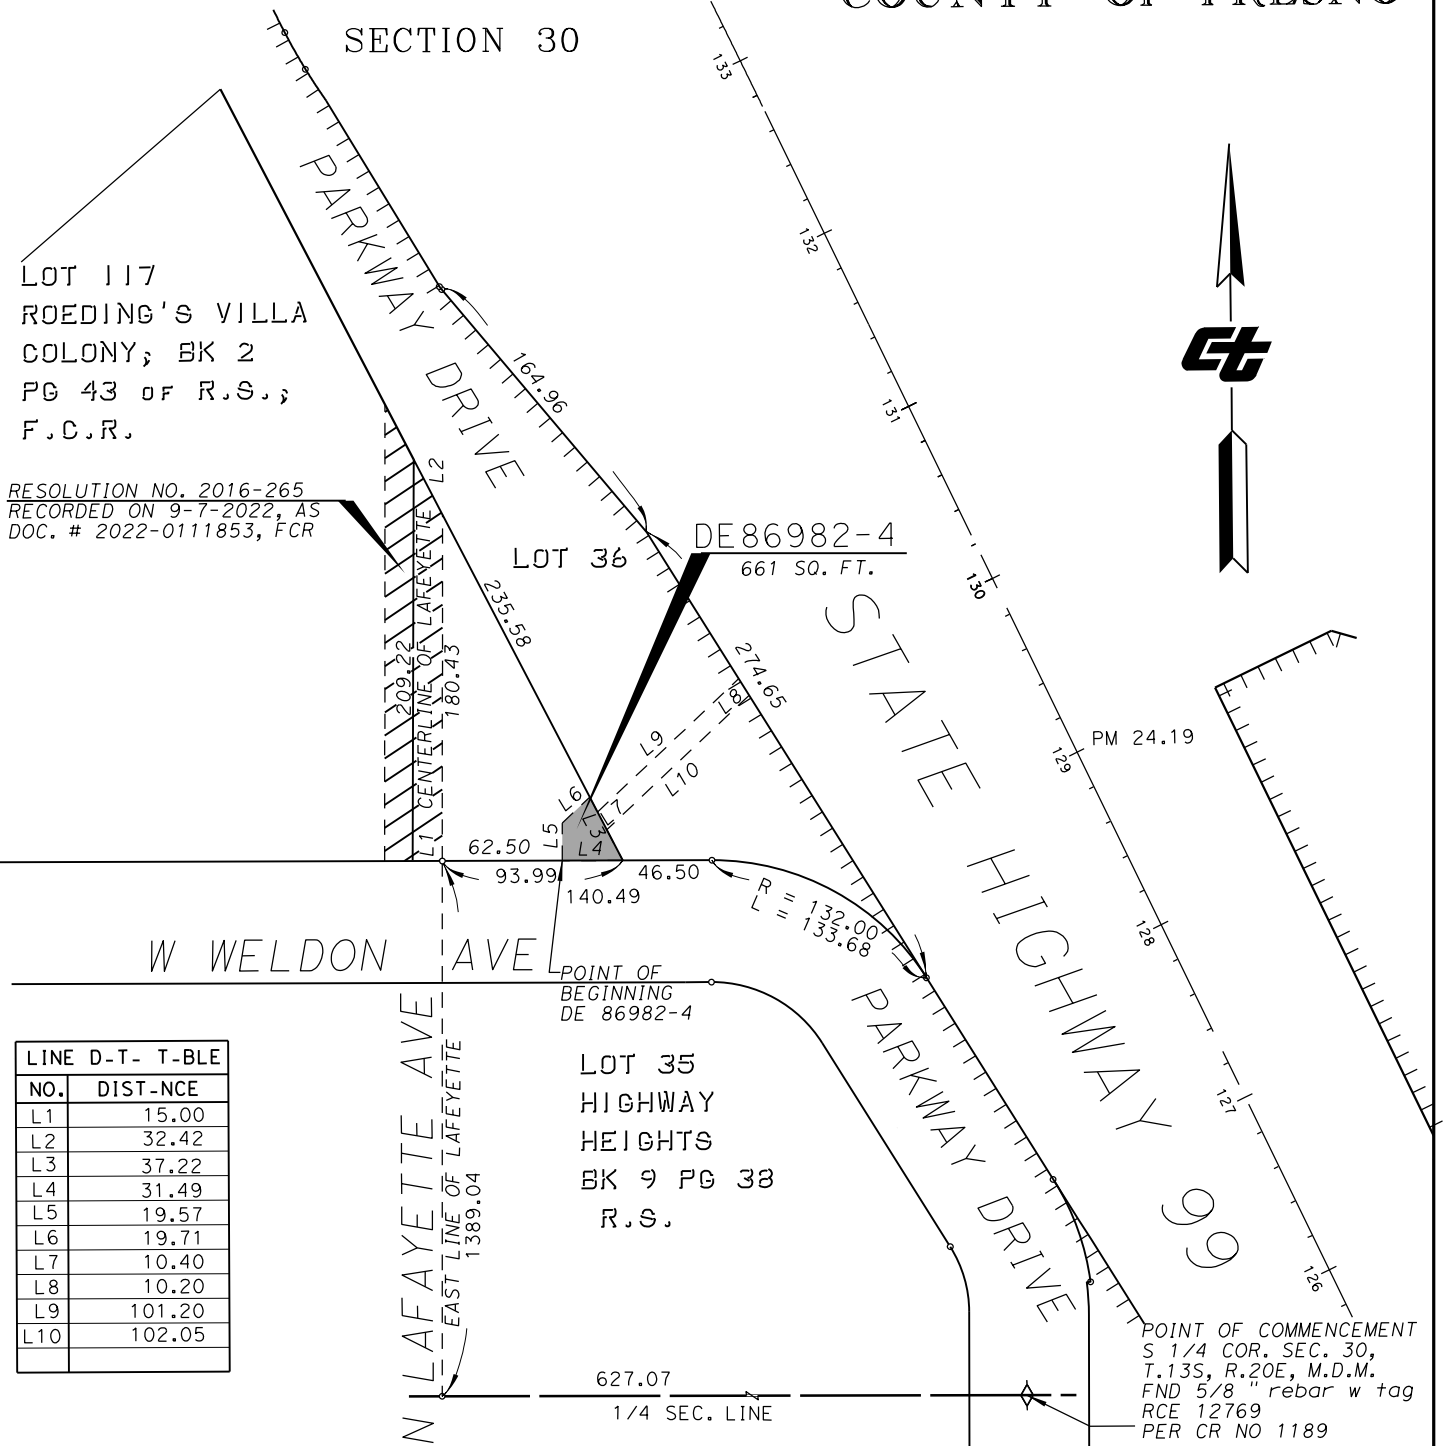 SECTION 30
133
132
131
130
129
128
127
126
PARKWAY DRIVE
LOT 117
ROEDING'S VILLA
COLONY; BK 2
PG 43 OF R.S.;
F.C.R.
164.96
RESOLUTION NO. 2016-265
RECORDED ON 9-7-2022, AS
DOC. # 2022-0111853, FCR
L2
LOT 36
DE86982-4
661 SQ. FT.
235.58
209.22
L1 CENTERLINE OF LAFEYETTE
180.43
274.65
L8
L9
L10
PM 24.19
STATE HIGHWAY 99
L6
L7
L3
L5
L4
62.50
93.99
46.50
140.49
R = 132.00
L = 133.68
W WELDON AVE
POINT OF
BEGINNING
DE 86982-4
PARKWAY DRIVE
N LAFAYETTE AVE
EAST LINE OF LAFEYETTE
1389.04
LOT 35
HIGHWAY
HEIGHTS
BK 9 PG 38
R.S.
LINE D-T- T-BLE
NO. DIST-NCE
L1 15.00
L2 32.42
L3 37.22
L4 31.49
L5 19.57
L6 19.71
L7 10.40
L8 10.20
L9 101.20
L10 102.05
627.07
1/4 SEC. LINE
POINT OF COMMENCEMENT
S 1/4 COR. SEC. 30,
T.13S, R.20E, M.D.M.
FND 5/8 " rebar w tag
RCE 12769
PER CR NO 1189